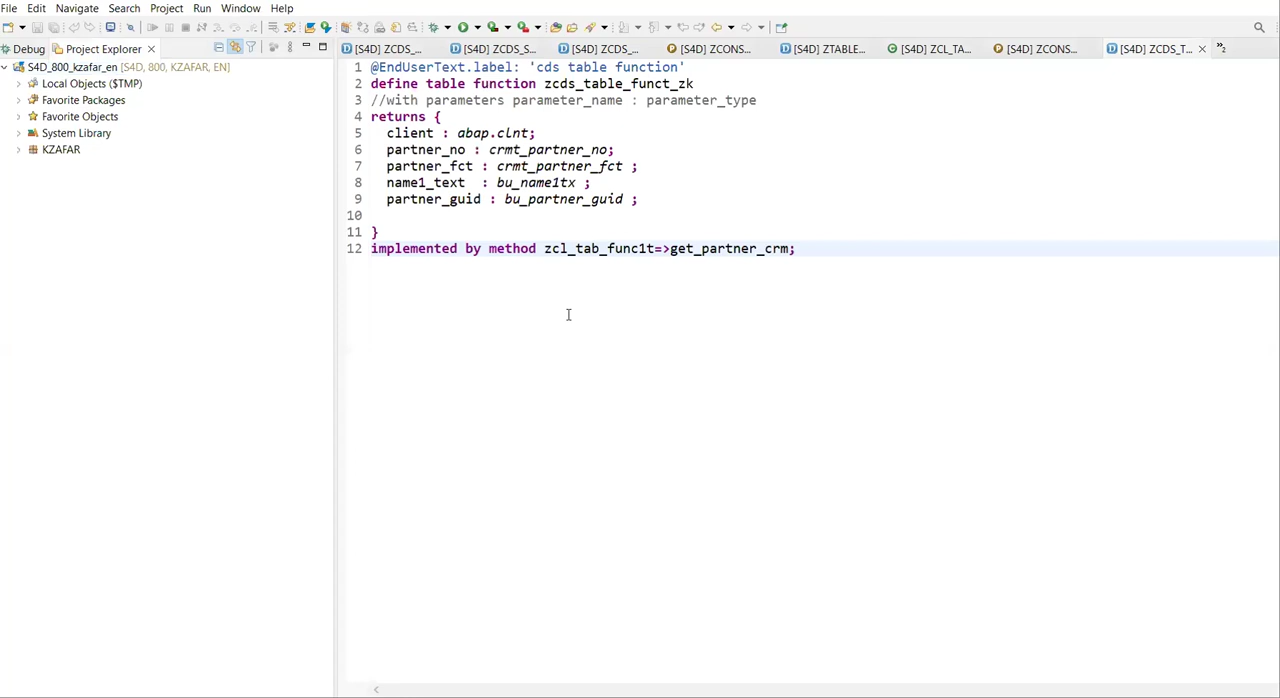 File Edit Navigate Search Project Run Window Help
Debug Project Explorer
[S4D] ZCDS_... [S4D] ZCDS_S... [S4D] ZCDS_... [S4D] ZCONS... [S4D] ZTABLE... [S4D] ZCL_TA... [S4D] ZCONS... [S4D] ZCDS_T... »2
S4D_800_kzafar_en [S4D, 800, KZAFAR, EN]
Local Objects ($TMP)
Favorite Packages
Favorite Objects
System Library
KZAFAR
1 @EndUserText.label: 'cds table function'
2 define table function zcds_table_funct_zk
3 //with parameters parameter_name : parameter_type
4 returns {
5 client : abap.clnt;
6 partner_no : crmt_partner_no;
7 partner_fct : crmt_partner_fct ;
8 name1_text : bu_name1tx ;
9 partner_guid : bu_partner_guid ;
10
11 }
12 implemented by method zcl_tab_func1t=>get_partner_crm;